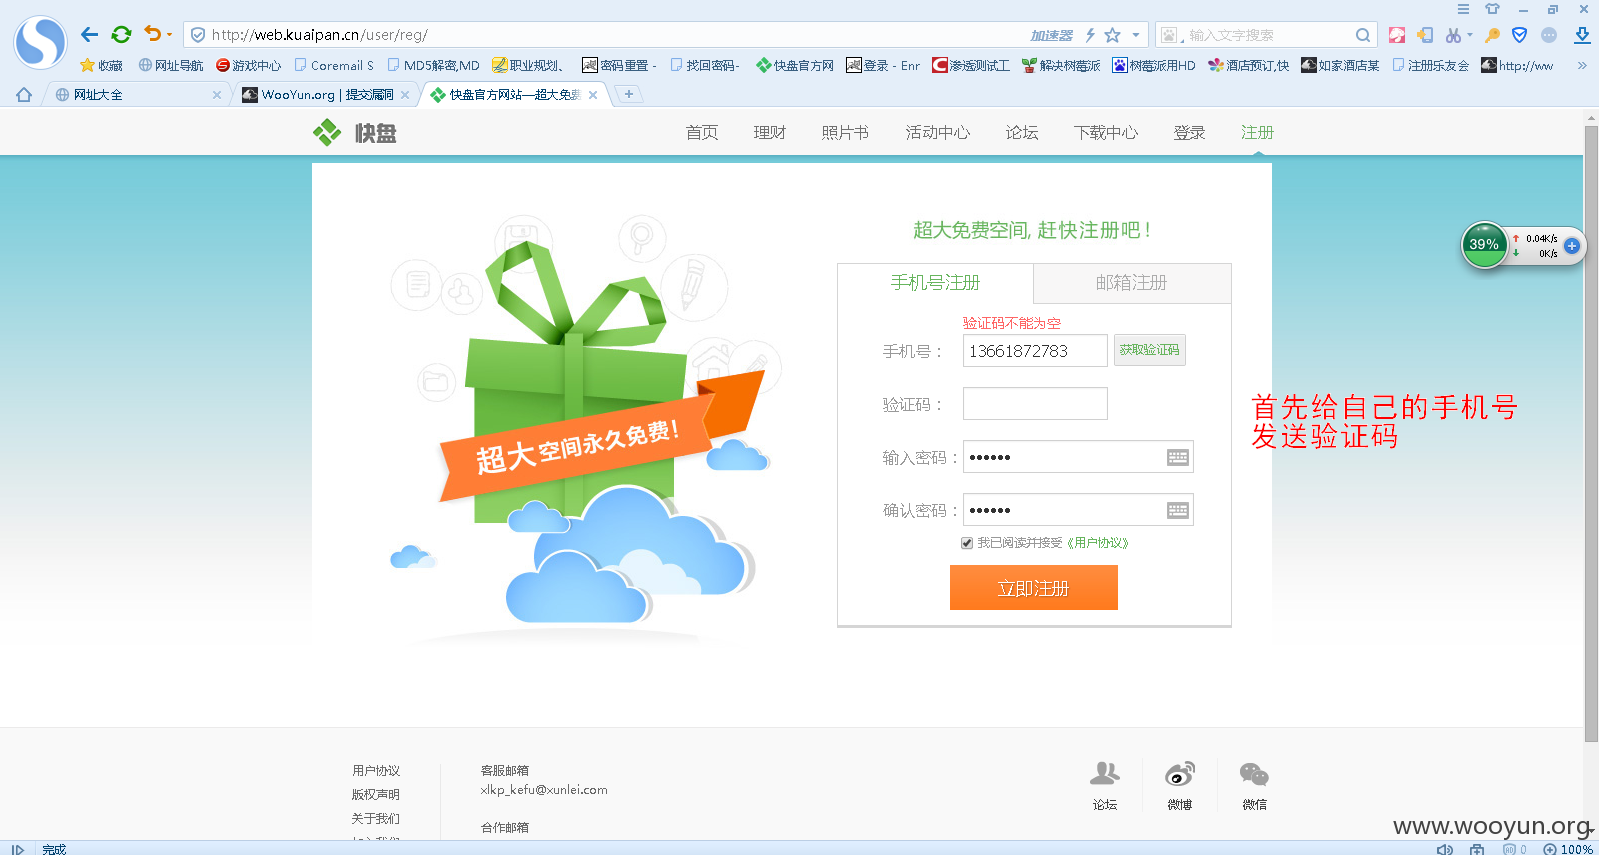 http://web.kuaipan.cn/user/reg/
加速器
输入文字搜索
收藏
网址导航
游戏中心
Coremail S
MD5解密,MD
职业规划、
密码重置 -
找回密码-
快盘官方网
登录 - Enr
渗透测试工
解决树莓派
树莓派用HD
酒店预订,快
如家酒店某
注册乐友会
http://ww
网址大全
WooYun.org | 提交漏洞
快盘官方网站—超大免费
快盘
首页
理财
照片书
活动中心
论坛
下载中心
登录
注册
超大免费空间, 赶快注册吧！
手机号注册
邮箱注册
验证码不能为空
手机号：
13661872783
获取验证码
验证码：
输入密码：
••••••
确认密码：
••••••
我已阅读并接受《用户协议》
立即注册
超大空间永久免费!
首先给自己的手机号
发送验证码
39%
0.04K/s
0K/s
用户协议
版权声明
关于我们
客服邮箱
xlkp_kefu@xunlei.com
合作邮箱
论坛
微博
微信
www.wooyun.org
完成
0
100%